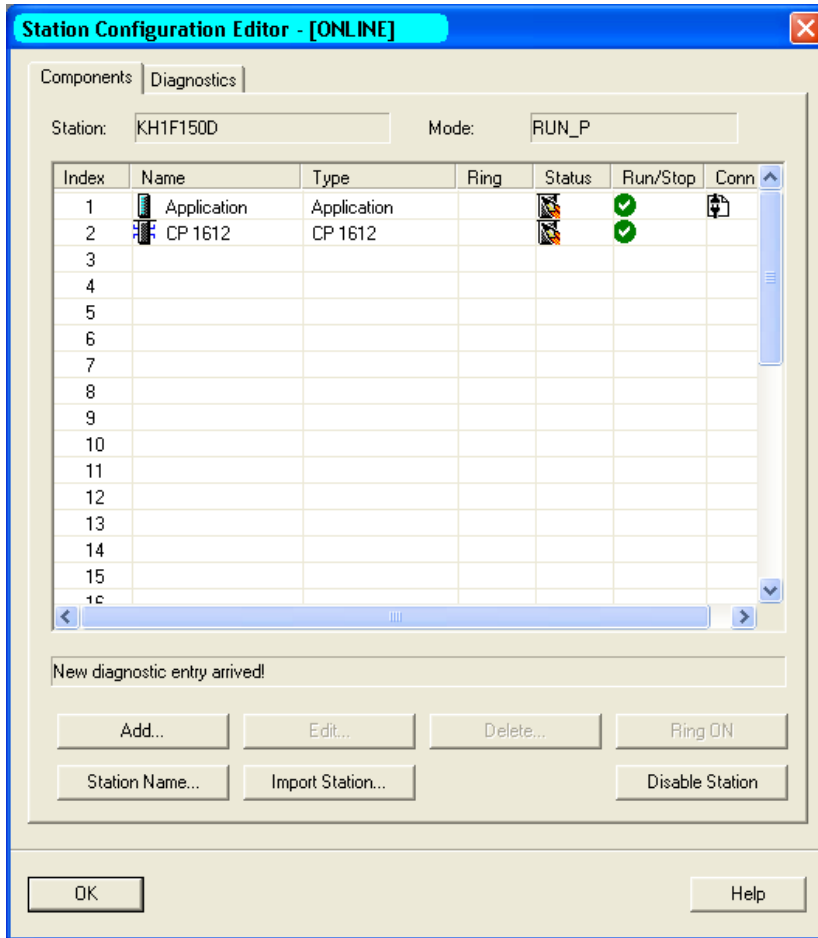 Station Configuration Editor - [ONLINE]
Components Diagnostics
Station: KH1F150D Mode: RUN_P
Index Name Type Ring Status Run/Stop Conn
1 Application Application
2 CP 1612 CP 1612
3
4
5
6
7
8
9
10
11
12
13
14
15
16
New diagnostic entry arrived!
Add... Edit... Delete... Ring ON
Station Name... Import Station... Disable Station
OK Help